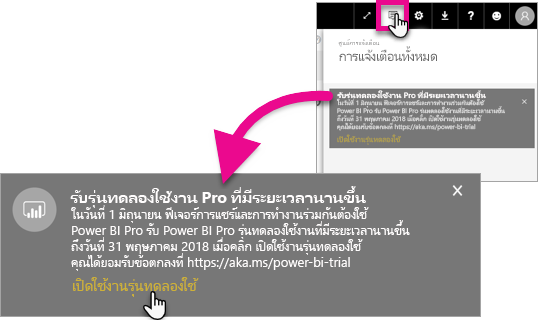 ศูนย์การแจ้งเตือน
การแจ้งเตือนทั้งหมด
รับรุ่นทดลองใช้งาน Pro ที่มีระยะเวลานานขึ้น
ในวันที่ 1 มิถุนายน ฟีเจอร์การแชร์และการทำงานร่วมกันต้องใช้
Power BI Pro รับ Power BI Pro รุ่นทดลองใช้งานที่มีระยะเวลานานขึ้น
ถึงวันที่ 31 พฤษภาคม 2018 เมื่อคลิก เปิดใช้งานรุ่นทดลองใช้
คุณได้ยอมรับข้อตกลงที่ https://aka.ms/power-bi-trial
เปิดใช้งานรุ่นทดลองใช้
รับรุ่นทดลองใช้งาน Pro ที่มีระยะเวลานานขึ้น
ในวันที่ 1 มิถุนายน ฟีเจอร์การแชร์และการทำงานร่วมกันต้องใช้
Power BI Pro รับ Power BI Pro รุ่นทดลองใช้งานที่มีระยะเวลานานขึ้น
ถึงวันที่ 31 พฤษภาคม 2018 เมื่อคลิก เปิดใช้งานรุ่นทดลองใช้
คุณได้ยอมรับข้อตกลงที่ https://aka.ms/power-bi-trial
เปิดใช้งานรุ่นทดลองใช้